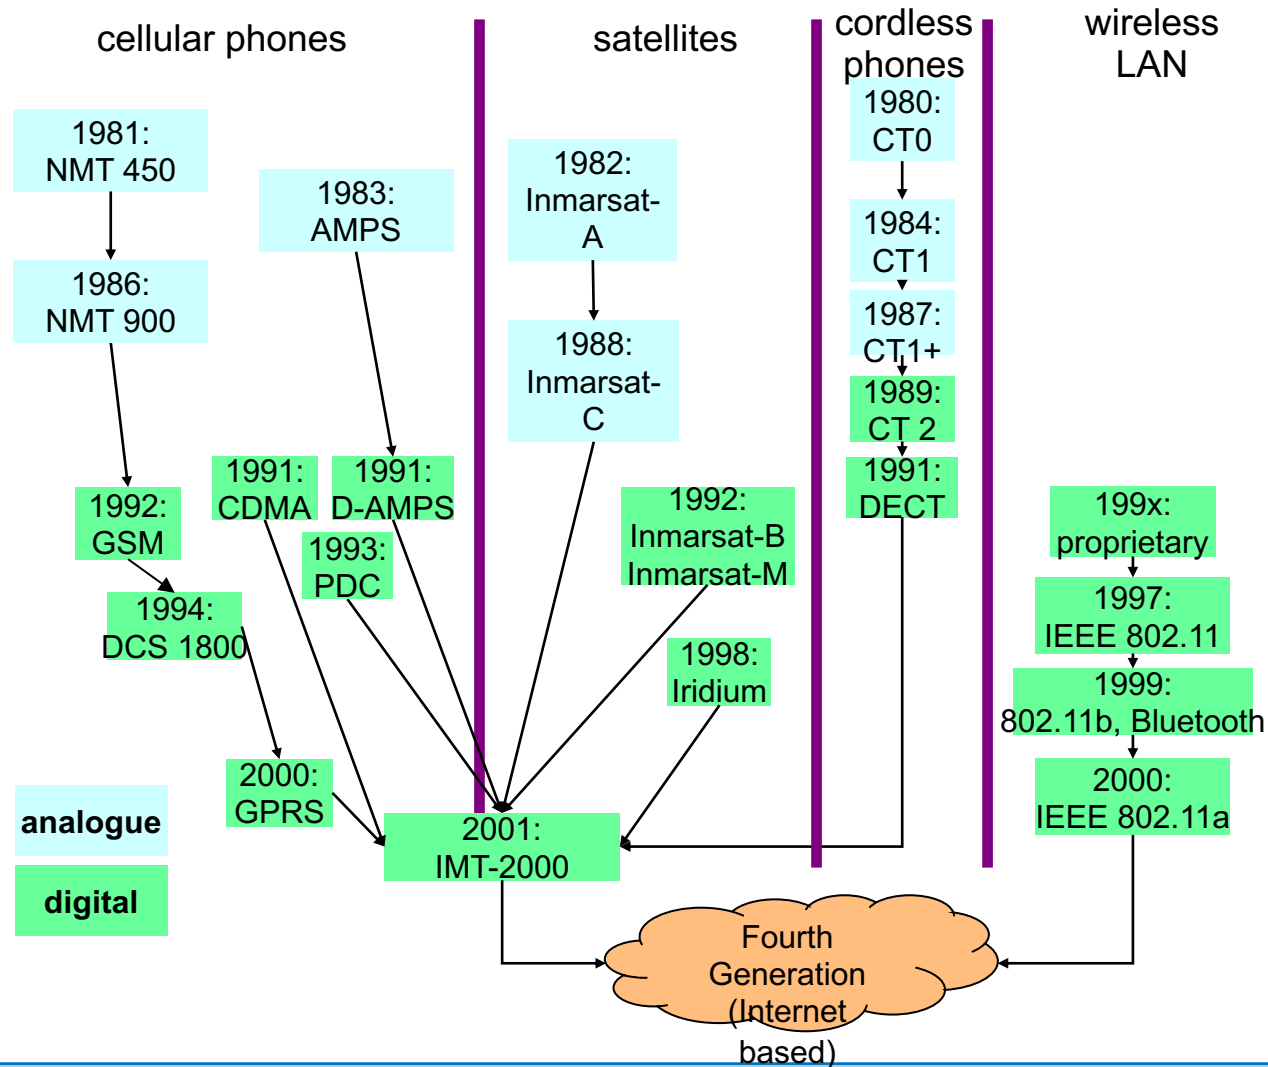 cellular phones
satellites
cordless
phones
wireless
LAN
1981:
NMT 450
1986:
NMT 900
1992:
GSM
1994:
DCS 1800
2000:
GPRS
1983:
AMPS
1991:
CDMA
1991:
D-AMPS
1993:
PDC
1982:
Inmarsat-
A
1988:
Inmarsat-
C
1992:
Inmarsat-B
Inmarsat-M
1998:
Iridium
1980:
CT0
1984:
CT1
1987:
CT1+
1989:
CT 2
1991:
DECT
199x:
proprietary
1997:
IEEE 802.11
1999:
802.11b, Bluetooth
2000:
IEEE 802.11a
2001:
IMT-2000
analogue
digital
Fourth
Generation
(Internet
based)